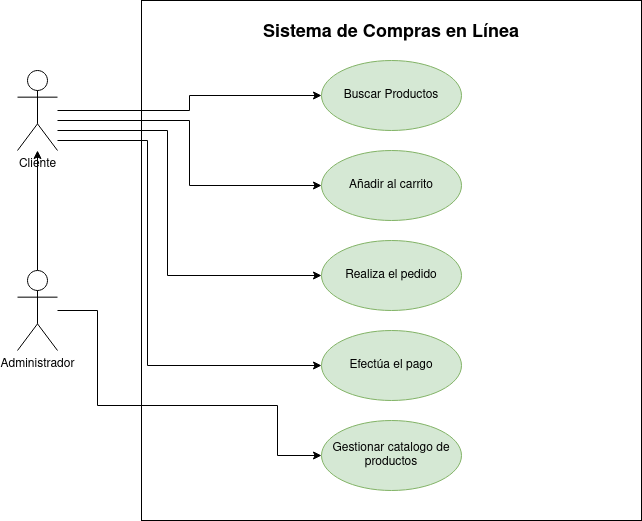 Sistema de Compras en Línea
Buscar Productos
Cliente
Añadir al carrito
Realiza el pedido
Administrador
Efectúa el pago
Gestionar catalogo de
productos